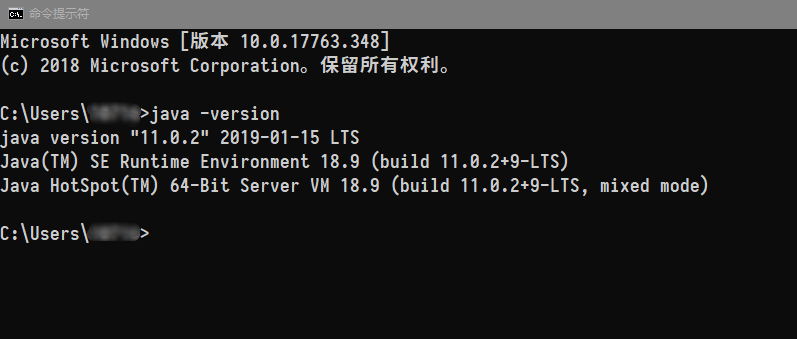 命令提示符
Microsoft Windows [版本 10.0.17763.348]
(c) 2018 Microsoft Corporation。保留所有权利。
C:\Users\ >java -version
java version "11.0.2" 2019-01-15 LTS
Java(TM) SE Runtime Environment 18.9 (build 11.0.2+9-LTS)
Java HotSpot(TM) 64-Bit Server VM 18.9 (build 11.0.2+9-LTS, mixed mode)
C:\Users\ >